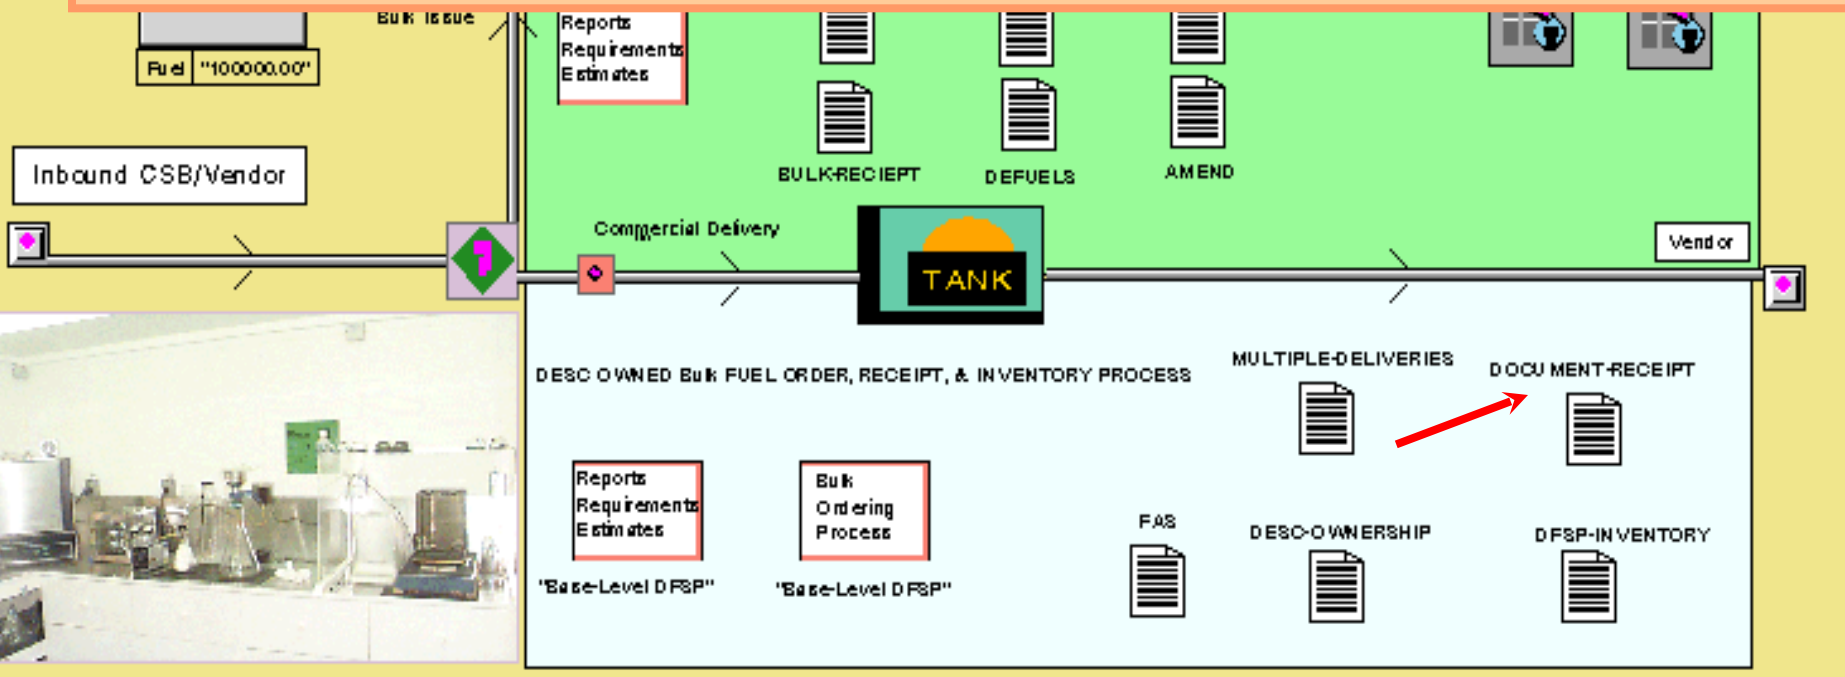 Bulk Issue
Reports
Requirements
Estimates
Fuel "100000.00"
Inbound CSB/Vendor
BULK-RECIEPT
DEFUELS
AMEND
Commercial Delivery
Vendor
TANK
DESC OWNED Bulk FUEL ORDER, RECEIPT, & INVENTORY PROCESS
MULTIPLE-DELIVERIES
DOCUMENT-RECEIPT
Reports
Requirements
Estimates
Bulk
Ordering
Process
FAS
DESC-OWNERSHIP
DFSP-INVENTORY
"Base-Level DFSP"
"Base-Level DFSP"